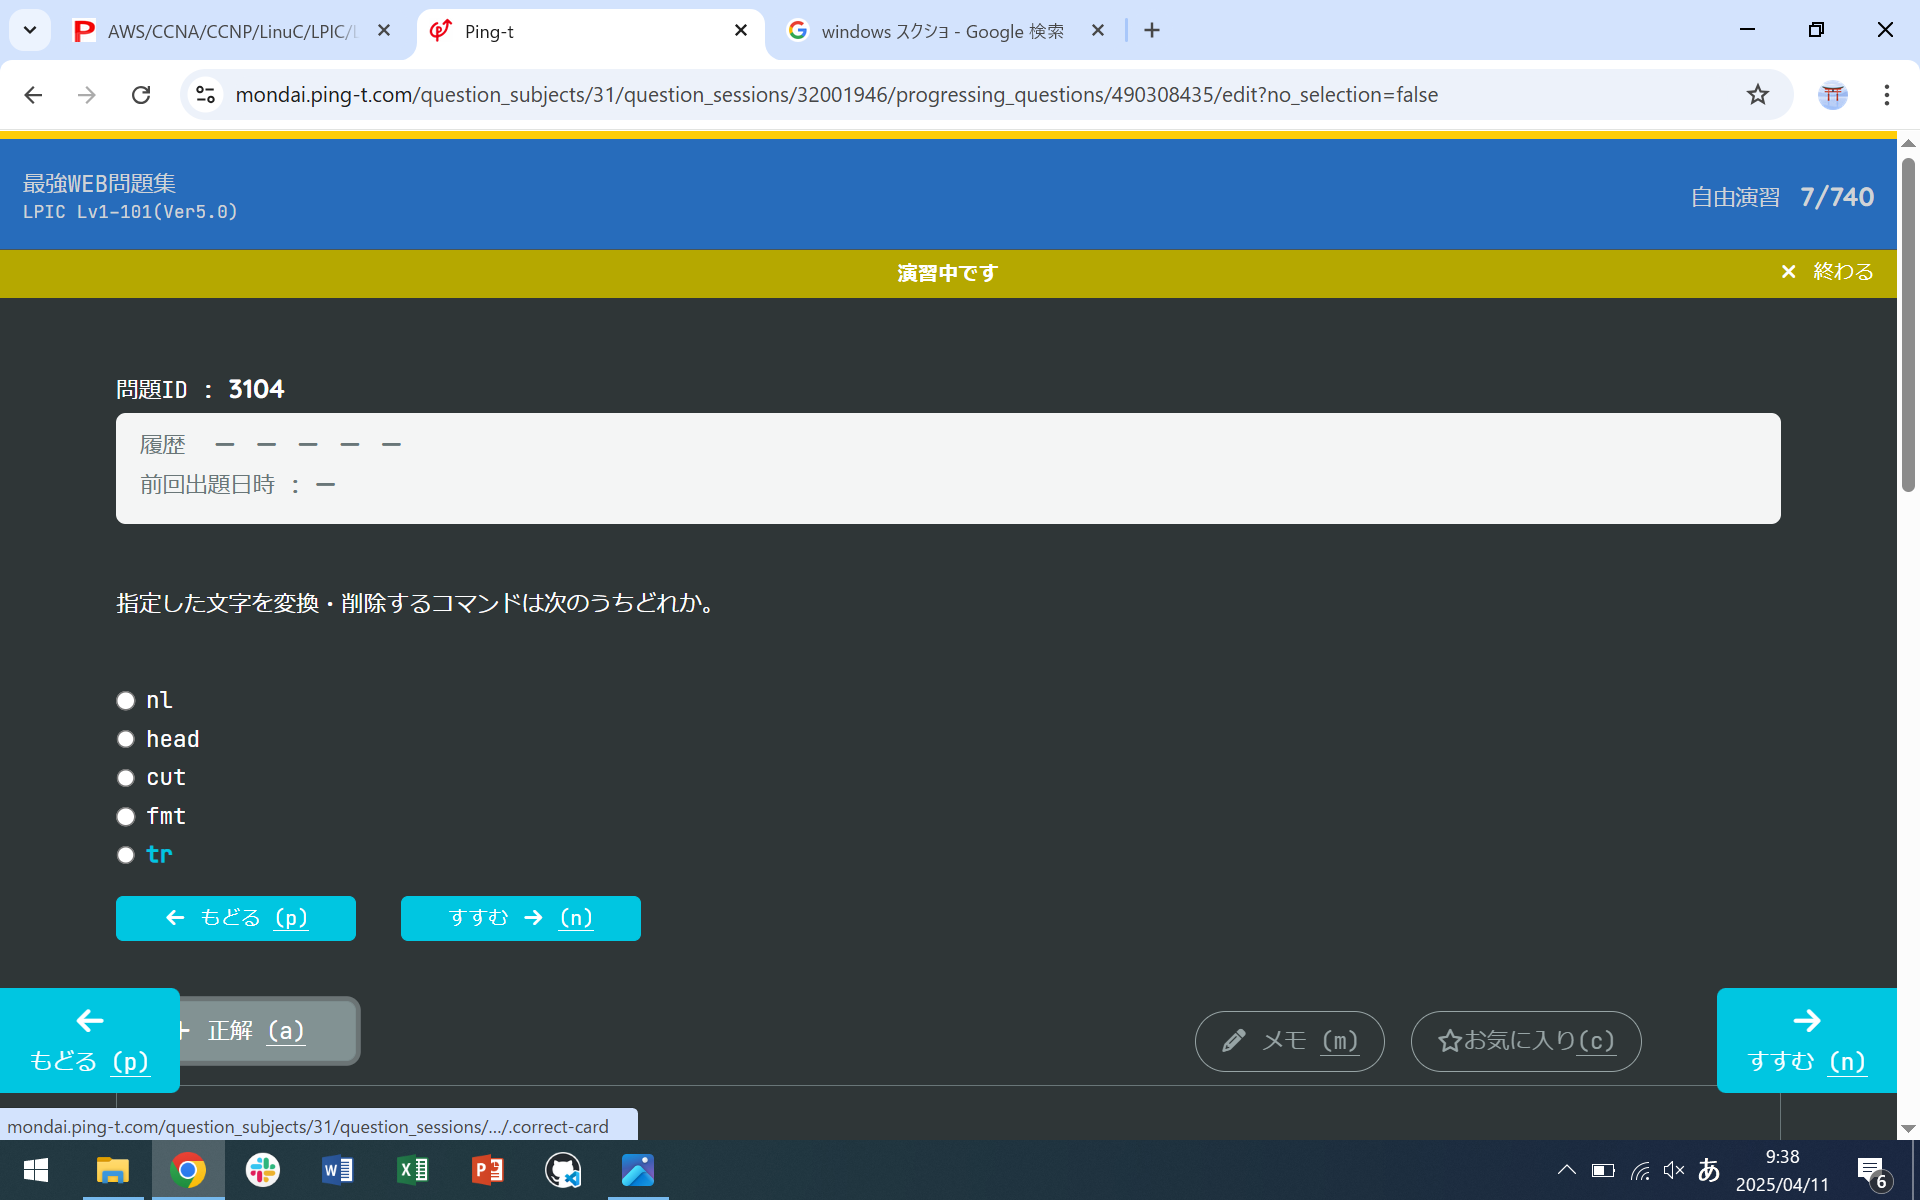 AWS/CCNA/CCNP/LinuC/LPIC/
Ping-t
windows スクショ - Google 検索
mondai.ping-t.com/question_subjects/31/question_sessions/32001946/progressing_questions/490308435/edit?no_selection=false
最強WEB問題集
LPIC Lv1-101(Ver5.0)
自由演習 7/740
演習中です
× 終わる
問題ID : 3104
履歴 ー ー ー ー ー
前回出題日時 : ー
指定した文字を変換・削除するコマンドは次のうちどれか。
nl
head
cut
fmt
tr
← もどる (p)
すすむ → (n)
← もどる (p)
+ 正解 (a)
メモ (m)
☆お気に入り(c)
→ すすむ (n)
mondai.ping-t.com/question_subjects/31/question_sessions/.../.correct-card
あ
9:38
2025/04/11
6